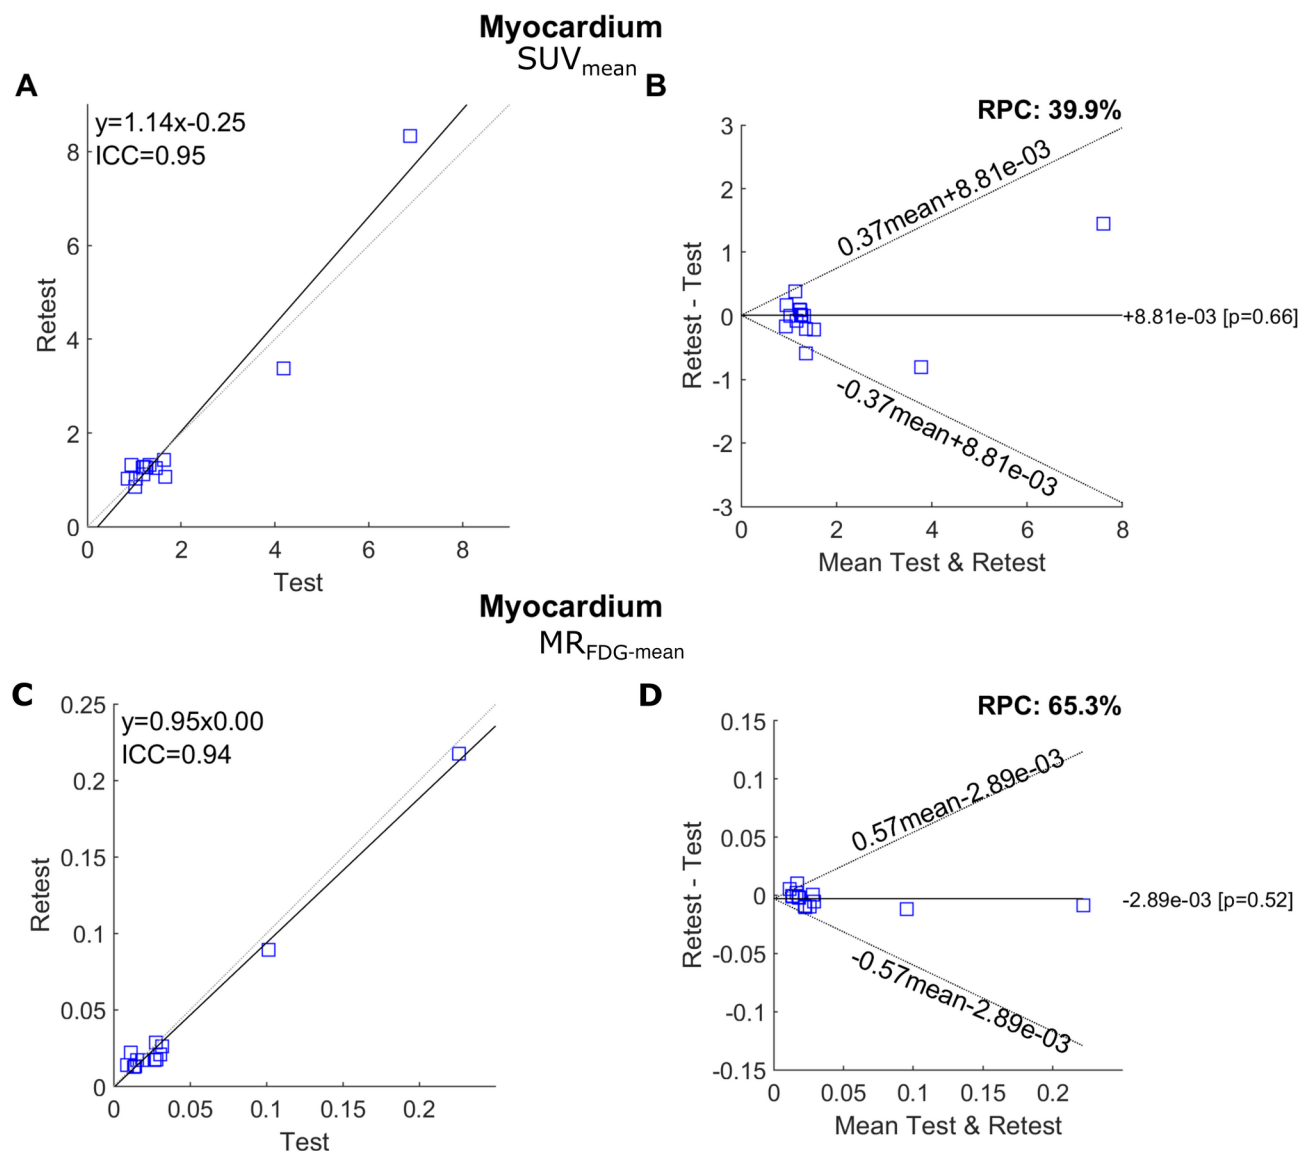 Myocardium
SUVmean
A
y=1.14x-0.25
ICC=0.95
8
6
4
2
0
Retest
0 2 4 6 8
Test
B
RPC: 39.9%
3
2
1
0
-1
-2
-3
Retest - Test
0.37mean+8.81e-03
+8.81e-03 [p=0.66]
-0.37mean+8.81e-03
0 2 4 6 8
Mean Test & Retest
Myocardium
MRFDG-mean
C
y=0.95x0.00
ICC=0.94
0.25
0.2
0.15
0.1
0.05
0
Retest
0 0.05 0.1 0.15 0.2
Test
D
RPC: 65.3%
0.15
0.1
0.05
0
-0.05
-0.1
-0.15
Retest - Test
0.57mean-2.89e-03
-2.89e-03 [p=0.52]
-0.57mean-2.89e-03
0 0.05 0.1 0.15 0.2
Mean Test & Retest